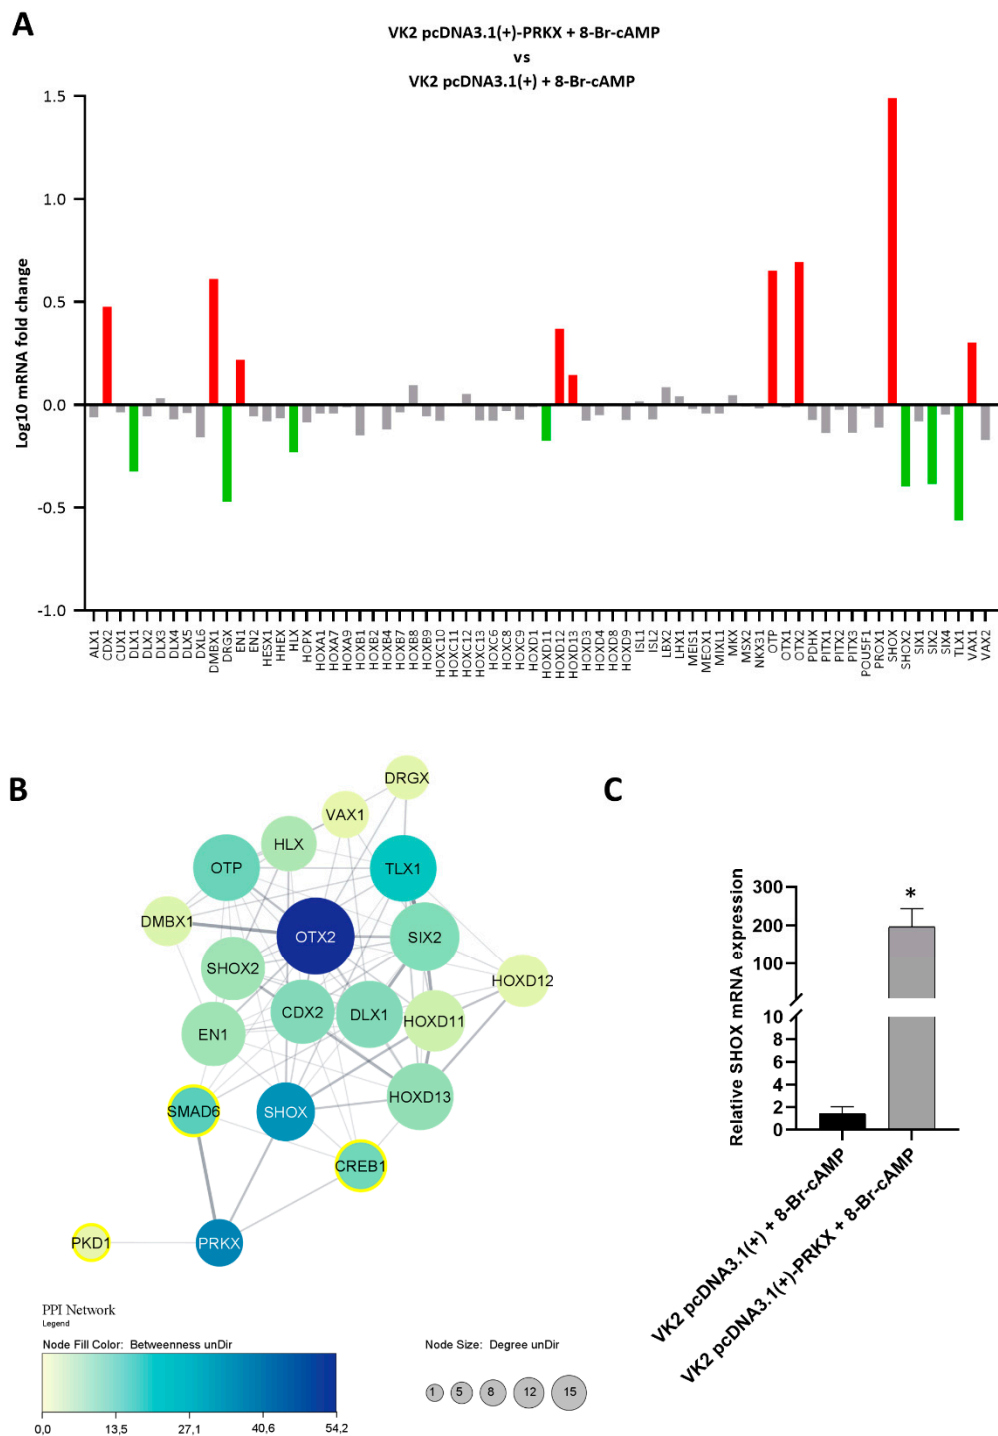 A
VK2 pcDNA3.1(+)-PRKX + 8-Br-cAMP
vs
VK2 pcDNA3.1(+) + 8-Br-cAMP
Log10 mRNA fold change
1.5
1.0
0.5
0.0
-0.5
-1.0
ALX1
CDX2
CUX1
DLX1
DLX2
DLX3
DLX4
DLX5
DXL6
DMBX1
DRGX
EN1
EN2
HESX1
HHEX
HLX
HOPX
HOXA1
HOXA7
HOXA9
HOXB1
HOXB2
HOXB4
HOXB7
HOXB8
HOXB9
HOXC10
HOXC11
HOXC12
HOXC13
HOXC6
HOXC8
HOXC9
HOXD1
HOXD11
HOXD12
HOXD13
HOXD3
HOXD4
HOXD8
HOXD9
ISL1
ISL2
LBX2
LHX1
MEIS1
MEOX1
MIXL1
MKX
MSX2
NKX31
OTP
OTX1
OTX2
PDHX
PITX1
PITX2
PITX3
POU5F1
PROX1
SHOX
SHOX2
SIX1
SIX2
SIX4
TLX1
VAX1
VAX2
B
DRGX
VAX1
HLX
OTP
TLX1
DMBX1
OTX2
SIX2
SHOX2
HOXD12
CDX2
DLX1
HOXD11
EN1
HOXD13
SMAD6
SHOX
CREB1
PKD1
PRKX
PPI Network
Legend
Node Fill Color: Betweenness unDir
0,0
13,5
27,1
40,6
54,2
Node Size: Degree unDir
1
5
8
12
15
C
Relative SHOX mRNA expression
300
200
100
10
8
6
4
2
0
*
VK2 pcDNA3.1(+) + 8-Br-cAMP
VK2 pcDNA3.1(+)-PRKX + 8-Br-cAMP